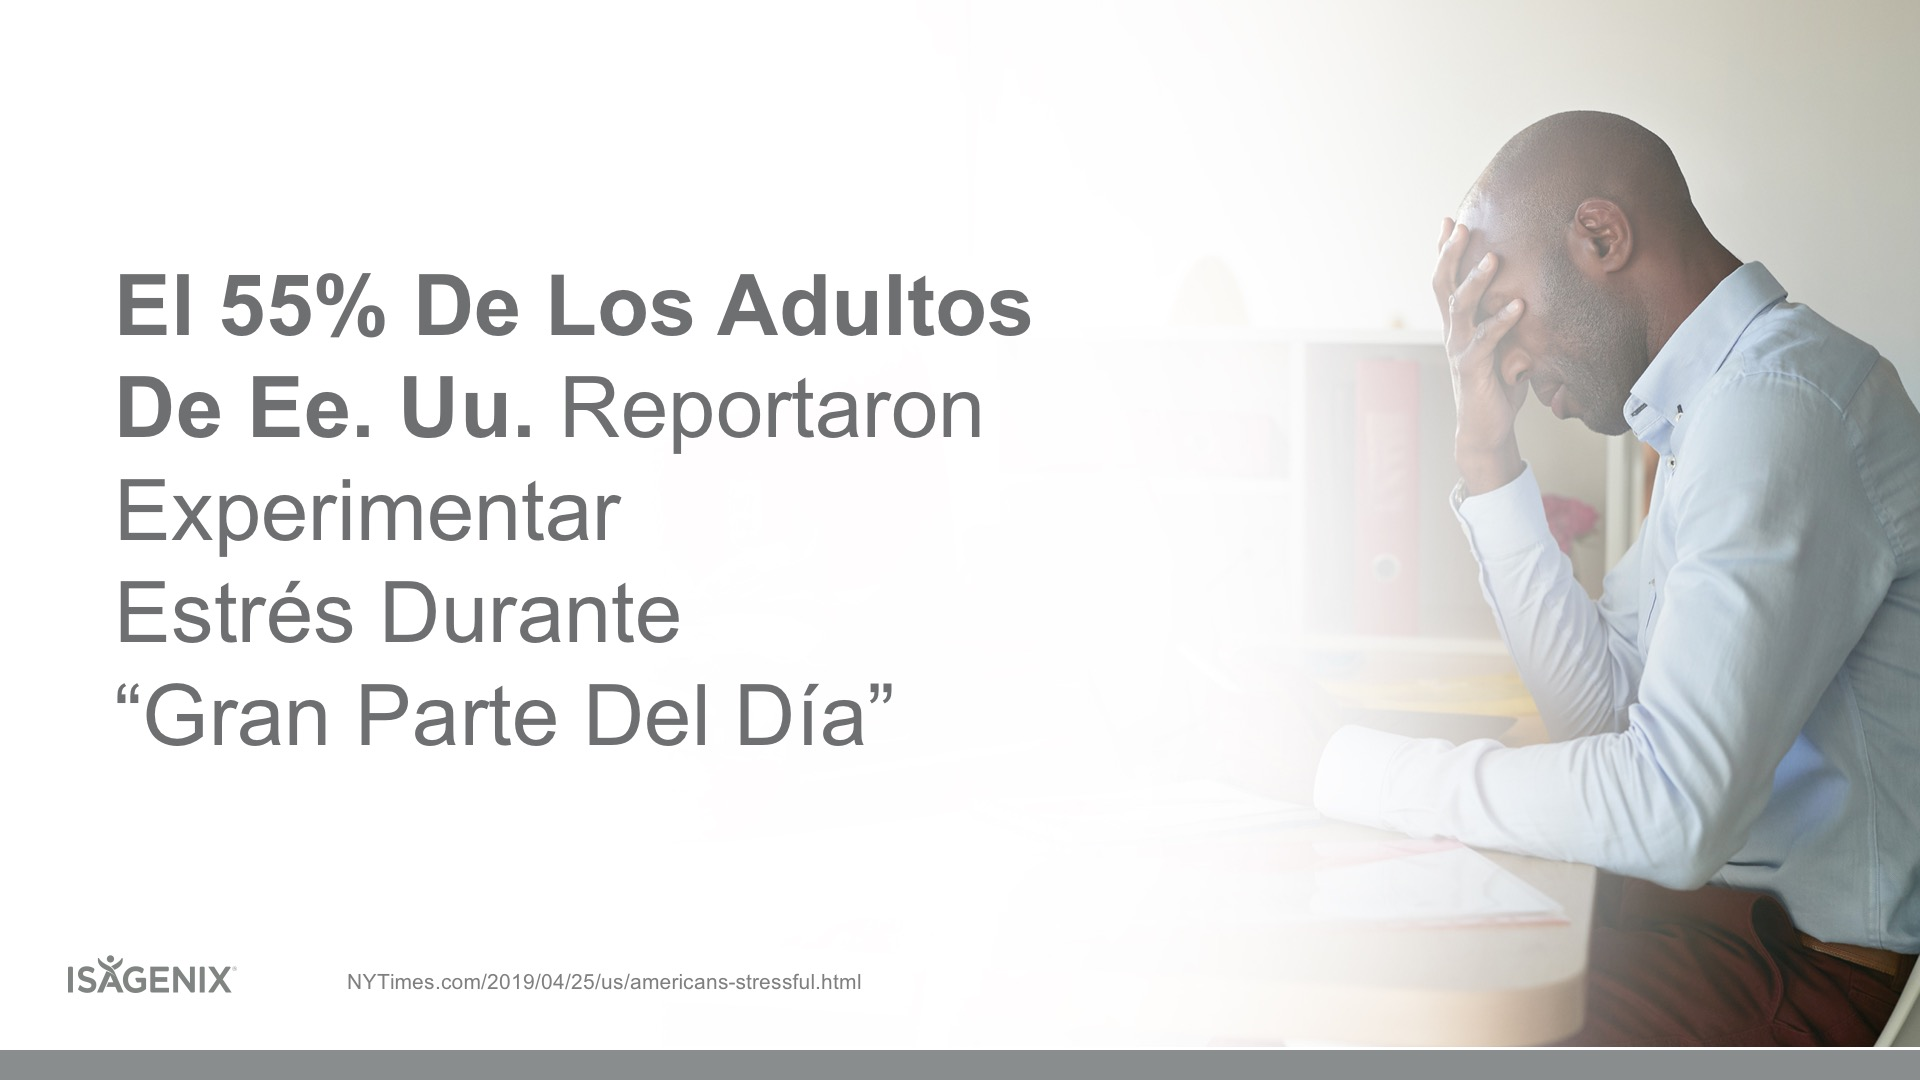 El 55% De Los Adultos
De Ee. Uu. Reportaron
Experimentar
Estrés Durante
“Gran Parte Del Día”
ISAGENIX®
NYTimes.com/2019/04/25/us/americans-stressful.html